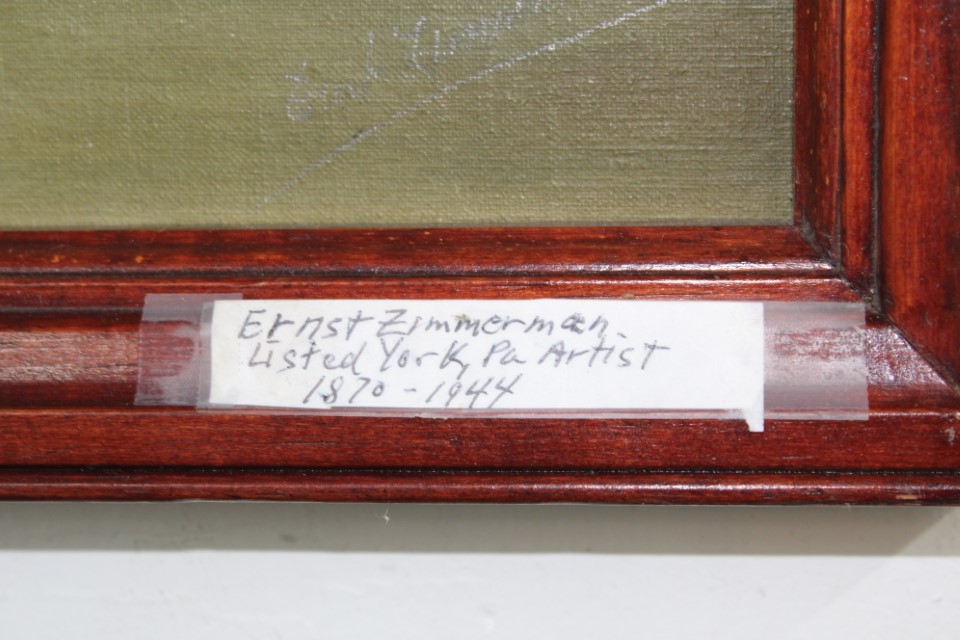 Ernst Zimmerman.
Listed York, Pa Artist
1870-1944